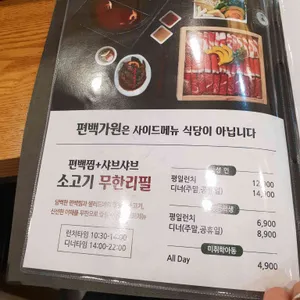 편백가원은 사이드메뉴 식당이 아닙니다
편백찜+샤브샤브
소고기 무한리필
런치타임 10:30-14:00
디너타임 14:00-22:00
성인
평일런치
디너(주말,공휴일) 14,900
평일런치 6,900
디너(주말,공휴일) 8,900
미취학아동
All Day 4,900